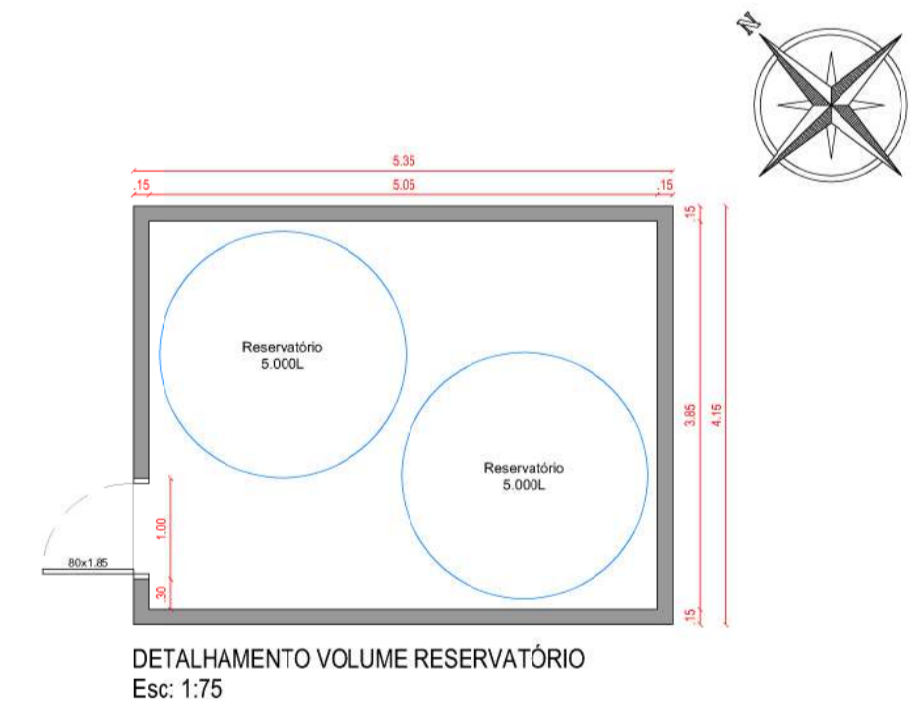 N
5.35
.15
5.05
.15
.15
Reservatório
5.000L
3.85
4.15
Reservatório
5.000L
1.00
80x1.85
.30
.15
DETALHAMENTO VOLUME RESERVATÓRIO
Esc: 1:75